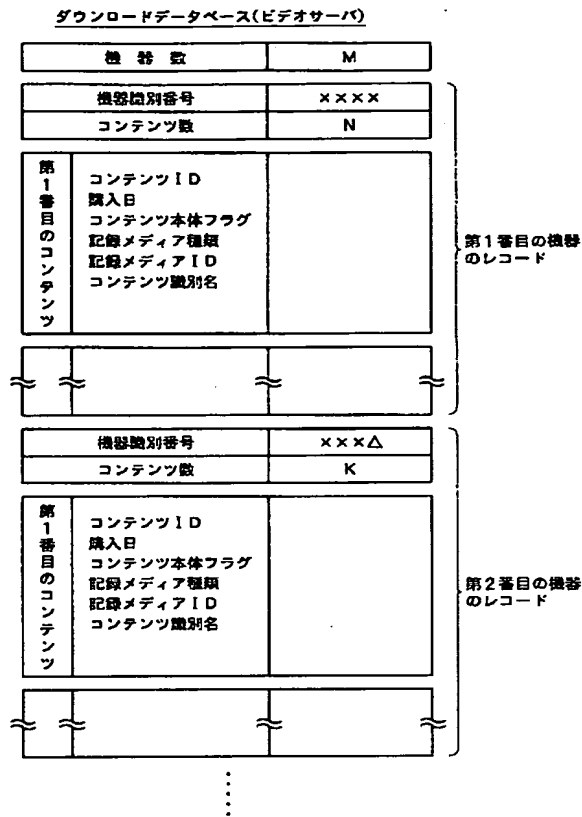 ダウンロードデータベース(ビデオサーバ)
機器数 M
機器識別番号 ××××
コンテンツ数 N
第1番目のコンテンツ
コンテンツID
購入日
コンテンツ本体フラグ
記録メディア種類
記録メディアID
コンテンツ識別名
第1番目の機器
のレコード
機器識別番号 ×××△
コンテンツ数 K
第1番目のコンテンツ
コンテンツID
購入日
コンテンツ本体フラグ
記録メディア種類
記録メディアID
コンテンツ識別名
第2番目の機器
のレコード